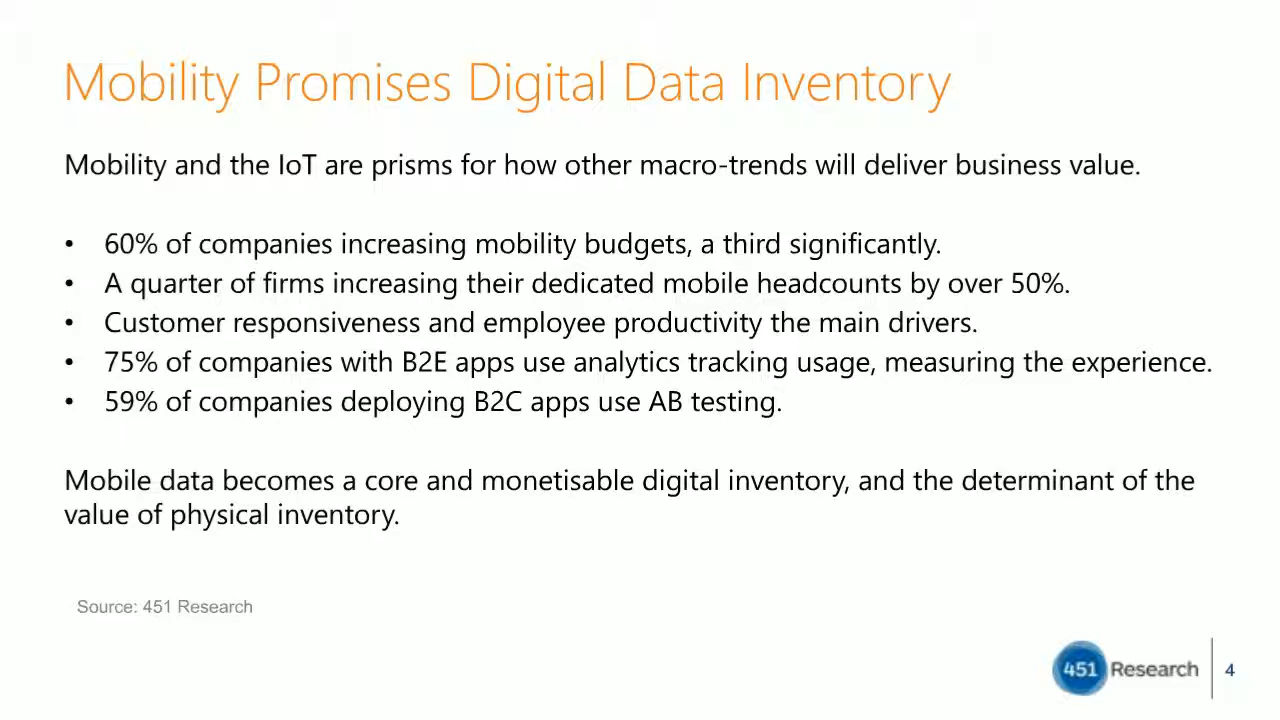 Mobility Promises Digital Data Inventory
Mobility and the IoT are prisms for how other macro-trends will deliver business value.
• 60% of companies increasing mobility budgets, a third significantly.
• A quarter of firms increasing their dedicated mobile headcounts by over 50%.
• Customer responsiveness and employee productivity the main drivers.
• 75% of companies with B2E apps use analytics tracking usage, measuring the experience.
• 59% of companies deploying B2C apps use AB testing.
Mobile data becomes a core and monetisable digital inventory, and the determinant of the
value of physical inventory.
Source: 451 Research
451 Research
4